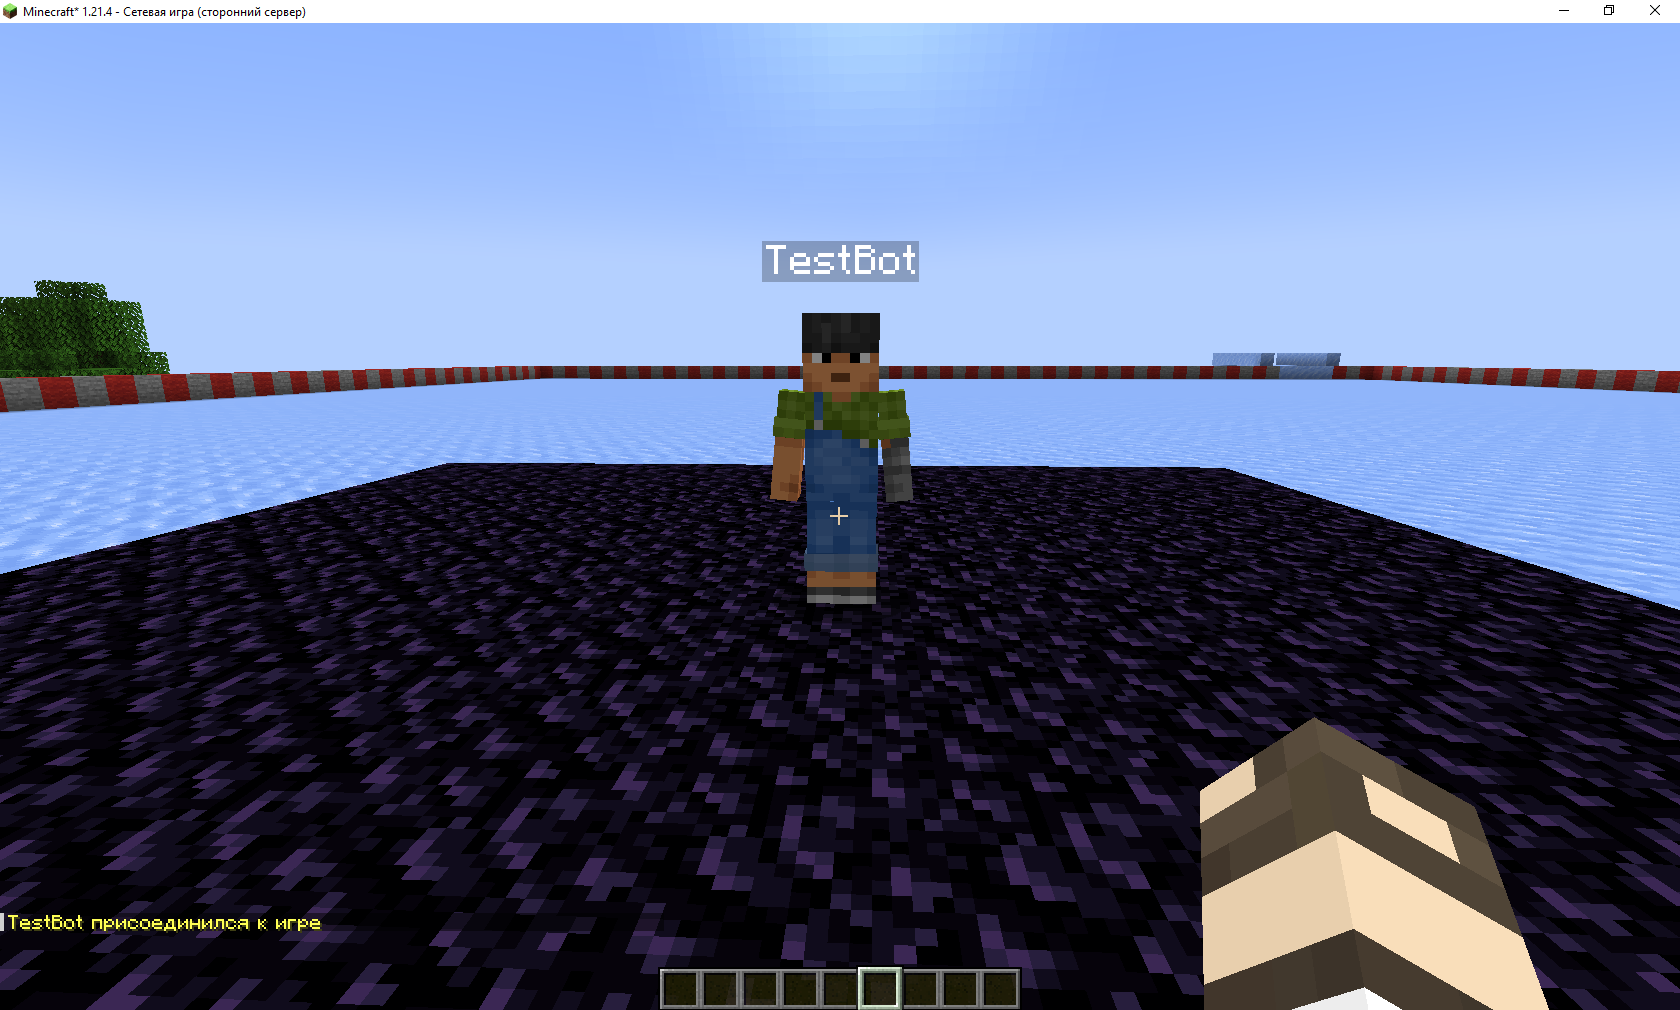 Minecraft* 1.21.4 - Сетевая игра (сторонний сервер)
TestBot
TestBot присоединился к игре